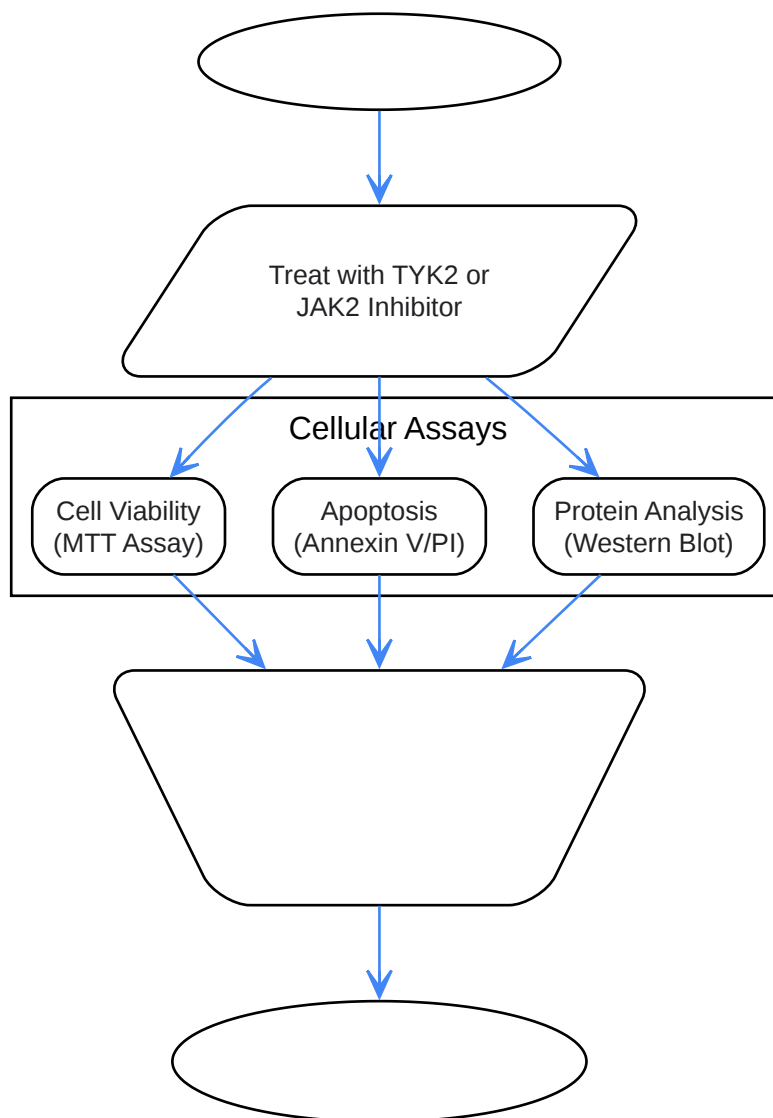 Treat with TYK2 or
JAK2 Inhibitor
Cellular Assays
Cell Viability
(MTT Assay)
Apoptosis
(Annexin V/PI)
Protein Analysis
(Western Blot)